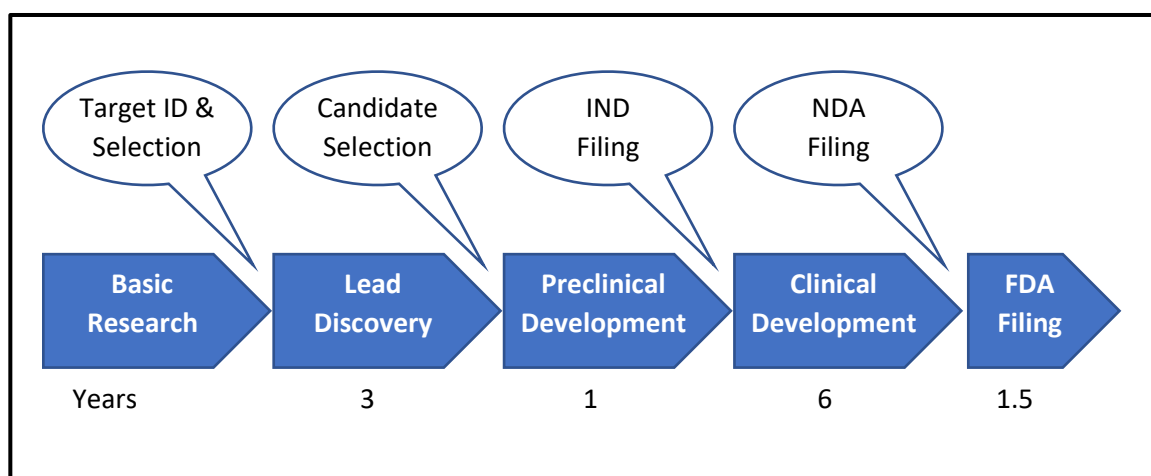 Target ID &
Selection
Candidate
Selection
IND
Filing
NDA
Filing
Basic
Research
Lead
Discovery
Preclinical
Development
Clinical
Development
FDA
Filing
Years
3
1
6
1.5